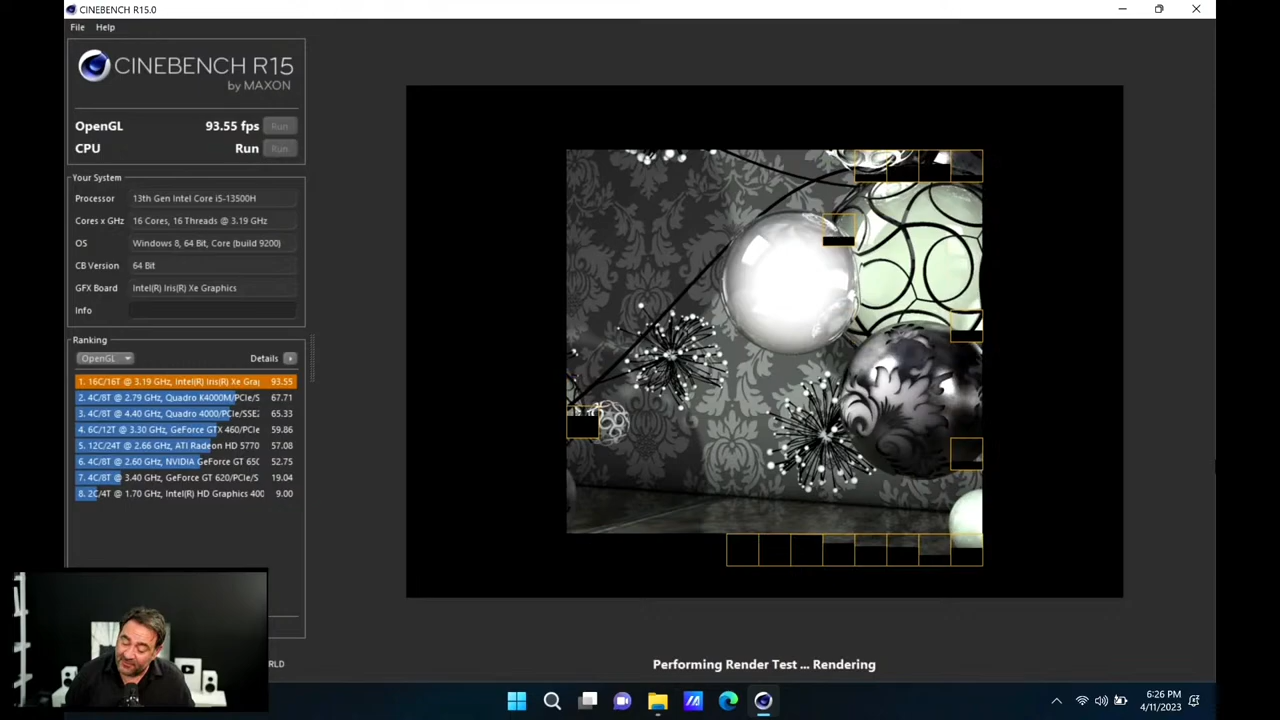 CINEBENCH R15.0
File Help
CINEBENCH R15
by MAXON
OpenGL 93.55 fps Run
CPU Run Run
Your System
Processor 13th Gen Intel Core i5-13500H
Cores x GHz 16 Cores, 16 Threads @ 3.19 GHz
OS Windows 8, 64 Bit, Core (build 9200)
CB Version 64 Bit
GFX Board Intel(R) Iris(R) Xe Graphics
Info
Ranking
OpenGL Details
1. 16C/16T @ 3.19 GHz, Intel(R) Iris(R) Xe Grap 93.55
2. 4C/8T @ 2.79 GHz, Quadro K4000M/PCIe/S 67.71
3. 4C/8T @ 4.40 GHz, Quadro 4000/PCIe/SSE2 65.33
4. 6C/12T @ 3.30 GHz, GeForce GTX 460/PCIe 59.86
5. 12C/24T @ 2.66 GHz, ATI Radeon HD 5770 57.08
6. 4C/8T @ 2.60 GHz, NVIDIA GeForce GT 650 52.75
7. 4C/8T @ 3.40 GHz, GeForce GT 620/PCIe/S 19.04
8. 2C/4T @ 1.70 GHz, Intel(R) HD Graphics 400 9.00
RLD
Performing Render Test ... Rendering
6:26 PM
4/11/2023